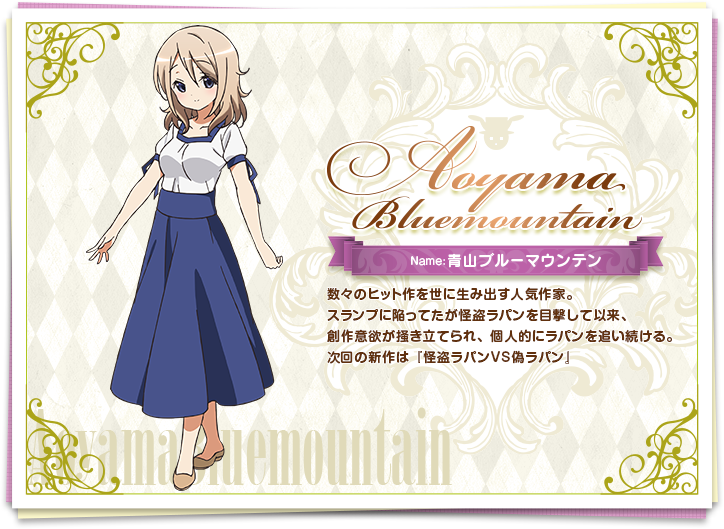 Aoyama
Bluemountain
Name:青山ブルーマウンテン
数々のヒット作を世に生み出す人気作家。
スランプに陥ってたが怪盗ラパンを目撃して以来、
創作意欲が掻き立てられ、個人的にラパンを追い続ける。
次回の新作は『怪盗ラパンVS偽ラパン』
Aoyama Bluemountain